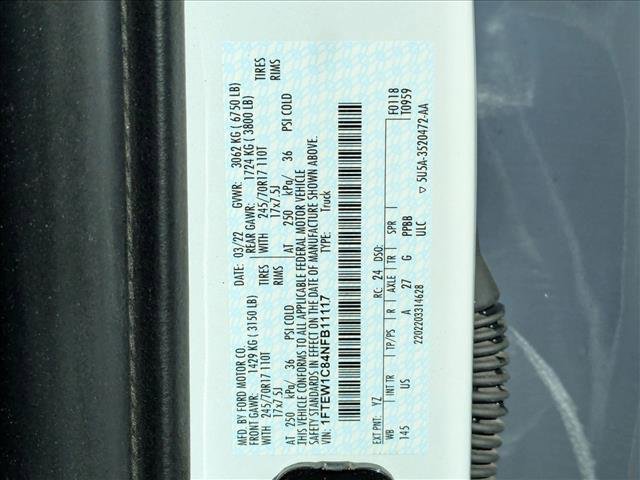 MFD. BY FORD MOTOR CO. 03/22 GVWR: 3062 KG ( 6750 LB)
FRONT GAWR: 1429 KG ( 3150 LB) REAR GAWR: 1724 KG ( 3800 LB)
WITH 245/70R17 110T TIRES WITH 245/70R17 110T TIRES
17x7.5J RIMS 17x7.5J RIMS
AT 250 kPa/ 36 PSI COLD AT 250 kPa/ 36 PSI COLD
THIS VEHICLE CONFORMS TO ALL APPLICABLE FEDERAL MOTOR VEHICLE
SAFETY STANDARDS IN EFFECT ON THE DATE OF MANUFACTURE SHOWN ABOVE.
VIN: 1FTEW1C84NFB11117 TYPE: Truck
F0118
T0959
EXT PNT: YZ RC: 24 DSO:
WB INT TR TP/PS R AXLE TR SPR
145 US A 27 G PPBB
ULC
2202203314628 ▽ 5U5A-3520472-AA